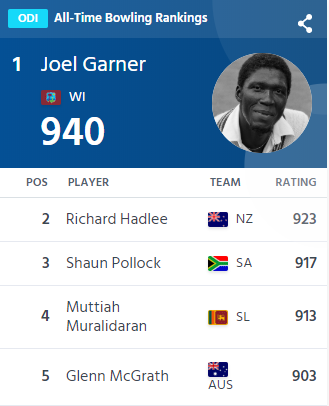 ODI All-Time Bowling Rankings
1 Joel Garner
WI
940
POS PLAYER TEAM RATING
2 Richard Hadlee NZ 923
3 Shaun Pollock SA 917
4 Muttiah Muralidaran SL 913
5 Glenn McGrath AUS 903